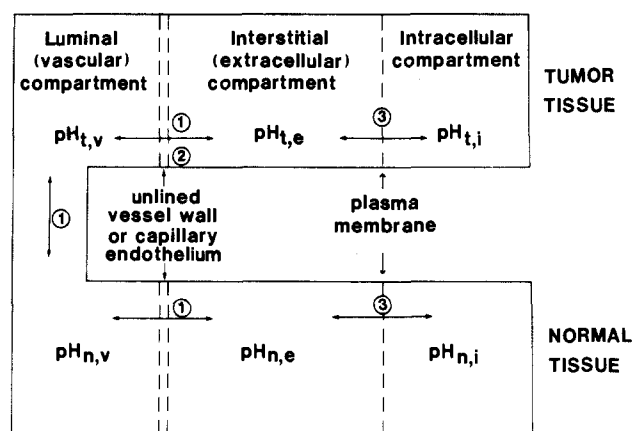 Luminal
(vascular)
compartment
Interstitial
(extracellular)
compartment
Intracellular
compartment
TUMOR
TISSUE
pHt,v
①
pHt,e
③
pHt,i
②
①
unlined
vessel wall
or capillary
endothelium
plasma
membrane
①
③
pHn,v
pHn,e
pHn,i
NORMAL
TISSUE